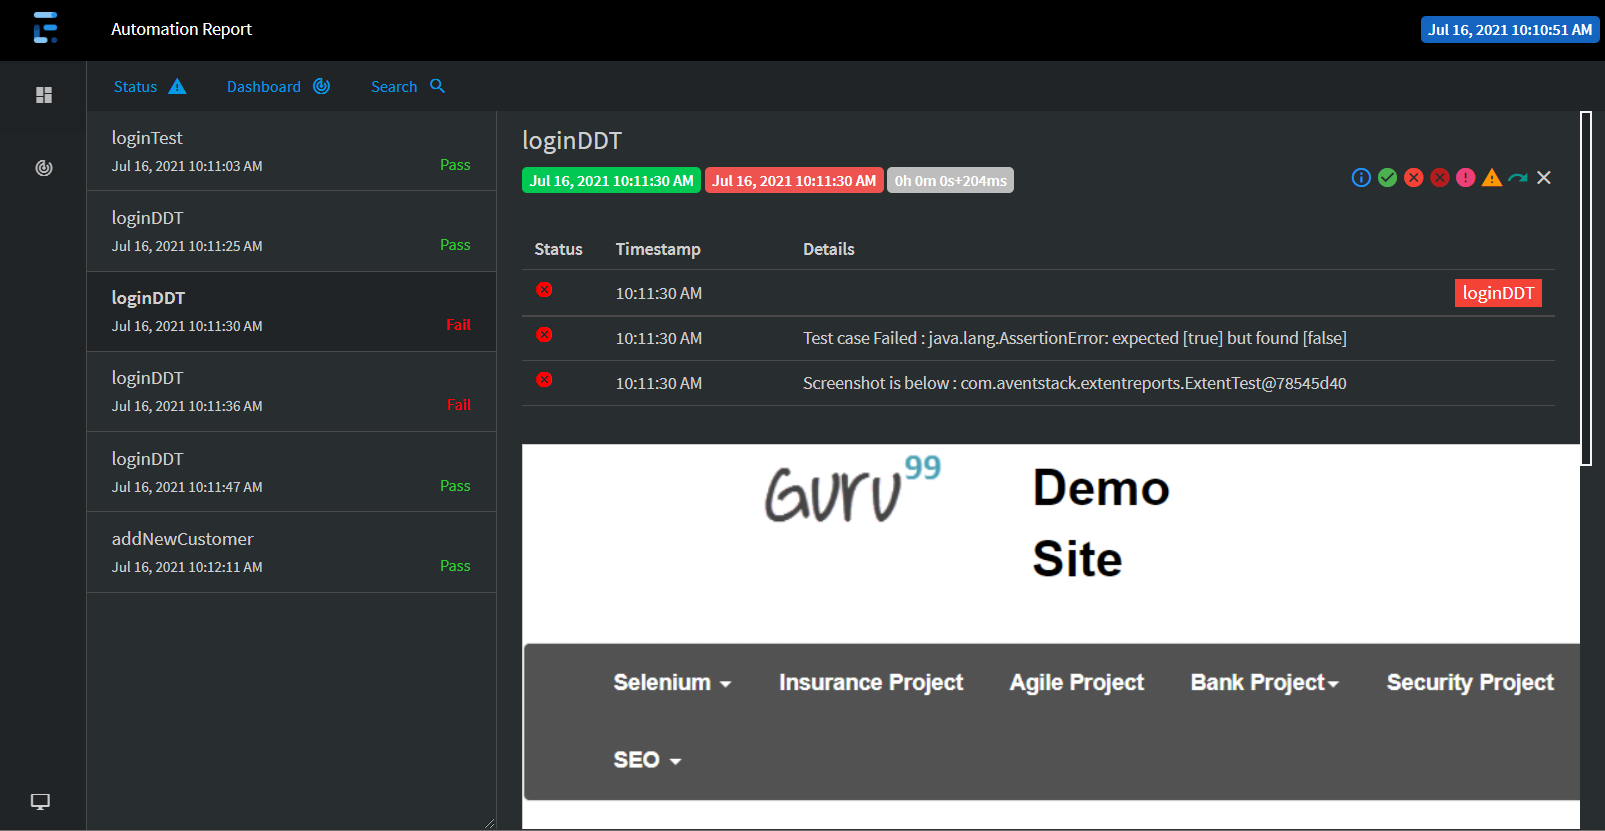 Automation Report
Jul 16, 2021 10:10:51 AM
Status
Dashboard
Search
loginTest
Jul 16, 2021 10:11:03 AM
Pass
loginDDT
Jul 16, 2021 10:11:25 AM
Pass
loginDDT
Jul 16, 2021 10:11:30 AM
Fail
loginDDT
Jul 16, 2021 10:11:36 AM
Fail
loginDDT
Jul 16, 2021 10:11:47 AM
Pass
addNewCustomer
Jul 16, 2021 10:12:11 AM
Pass
loginDDT
Jul 16, 2021 10:11:30 AM Jul 16, 2021 10:11:30 AM 0h 0m 0s+204ms
Status Timestamp Details
10:11:30 AM loginDDT
10:11:30 AM Test case Failed : java.lang.AssertionError: expected [true] but found [false]
10:11:30 AM Screenshot is below : com.aventstack.extentreports.ExtentTest@78545d40
Guru99
Demo
Site
Selenium Insurance Project Agile Project Bank Project Security Project
SEO